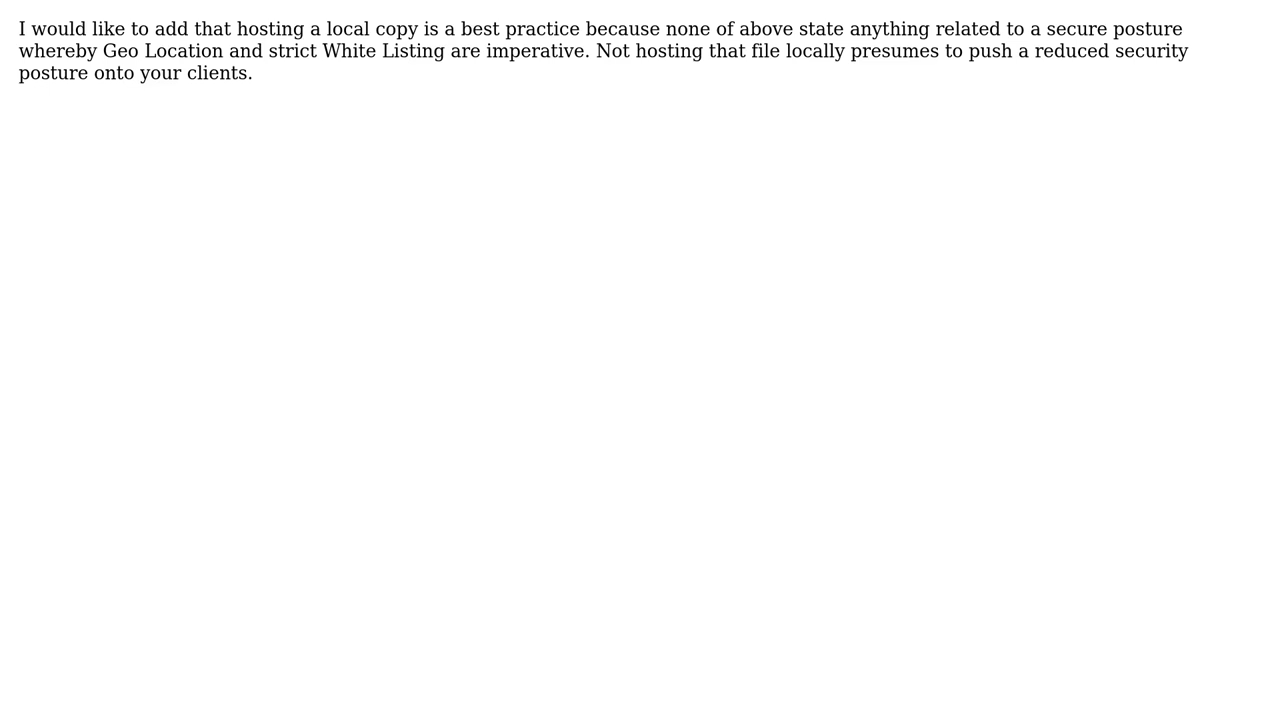 I would like to add that hosting a local copy is a best practice because none of above state anything related to a secure posture
whereby Geo Location and strict White Listing are imperative. Not hosting that file locally presumes to push a reduced security
posture onto your clients.